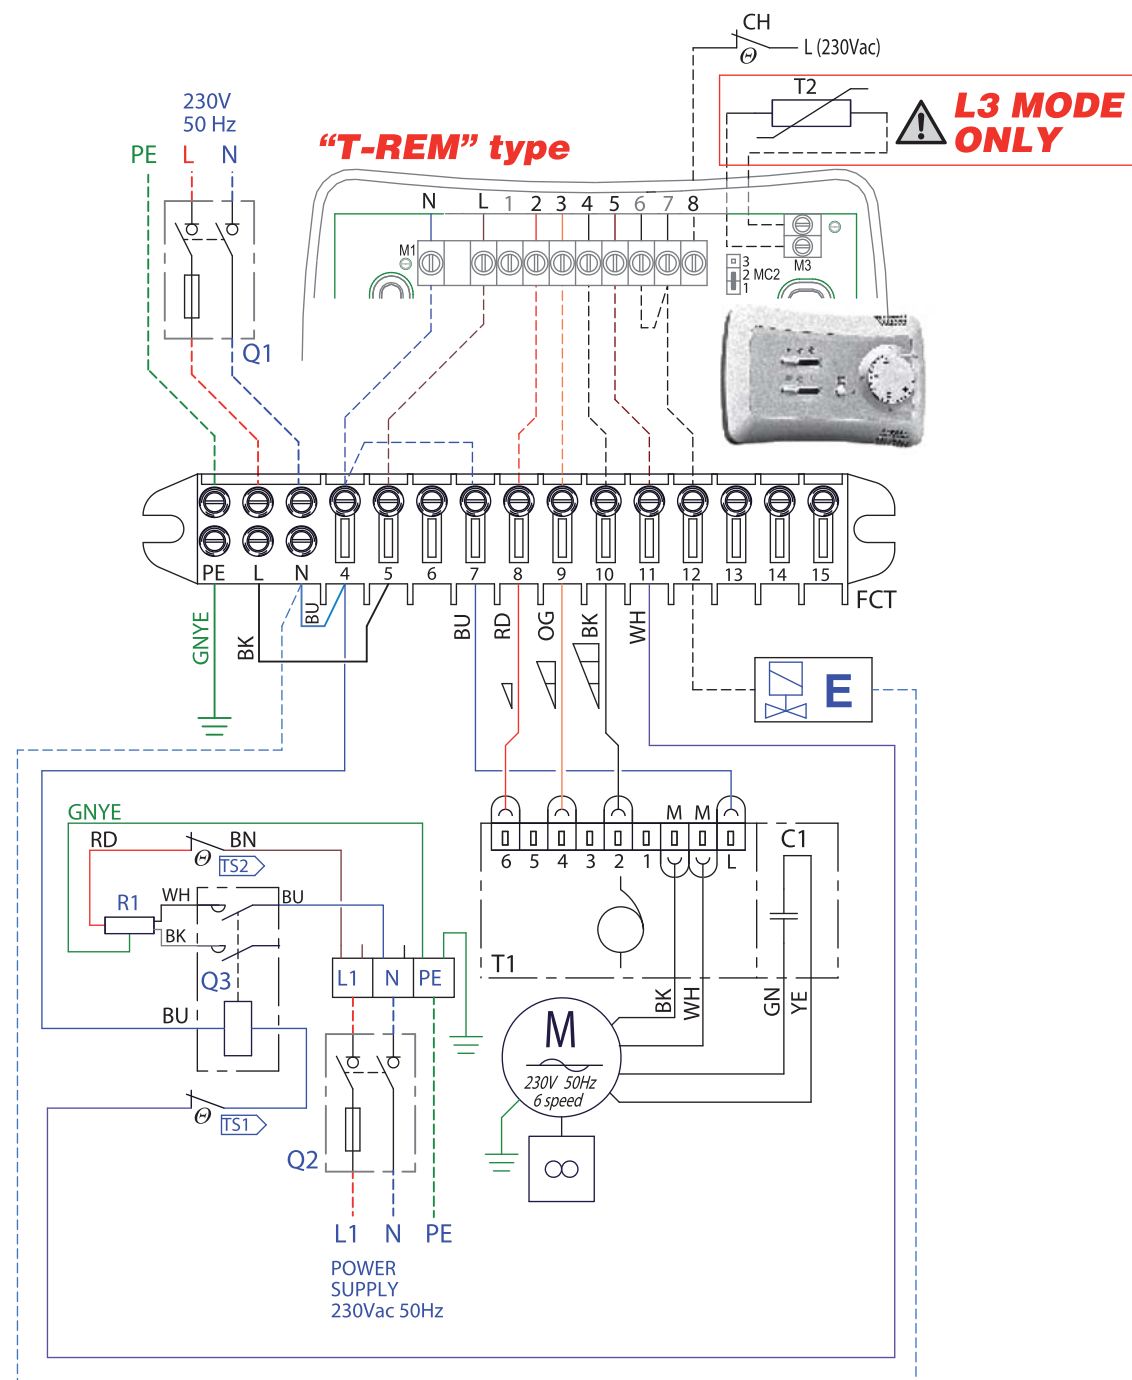 CH
L (230Vac)
T2
L3 MODE
ONLY
230V
50 Hz
PE L N
“T-REM” type
N L 1 2 3 4 5 6 7 8
M1
3
2 MC2
1
M3
Q1
PE L N 4 5 6 7 8 9 10 11 12 13 14 15
FCT
GNYE
BK
BU
BU
RD
OG
BK
WH
E
GNYE
RD
BN
TS2
R1
WH
BU
BK
Q3
BU
TS1
L1 N PE
Q2
L1 N PE
POWER
SUPPLY
230Vac 50Hz
M M
6 5 4 3 2 1 L
C1
T1
BK
WH
GN
YE
M
230V 50Hz
6 speed